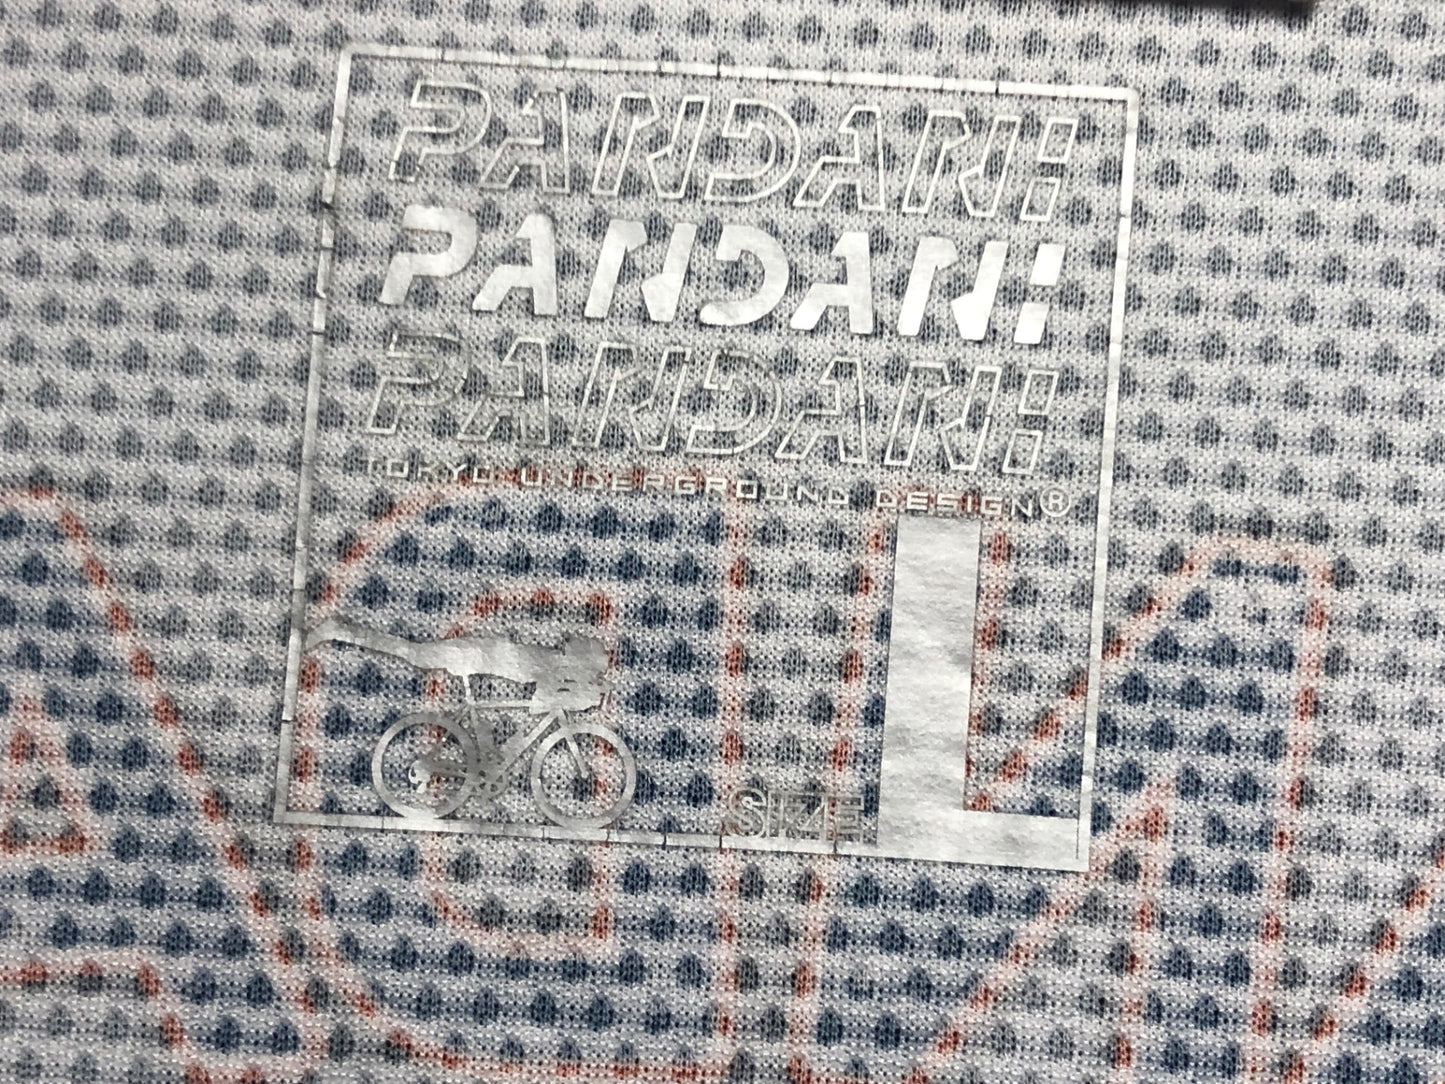 PANDANI
PANDANI
PANDANI
TOKYO UNDERGROUND DESIGN®
SIZE L